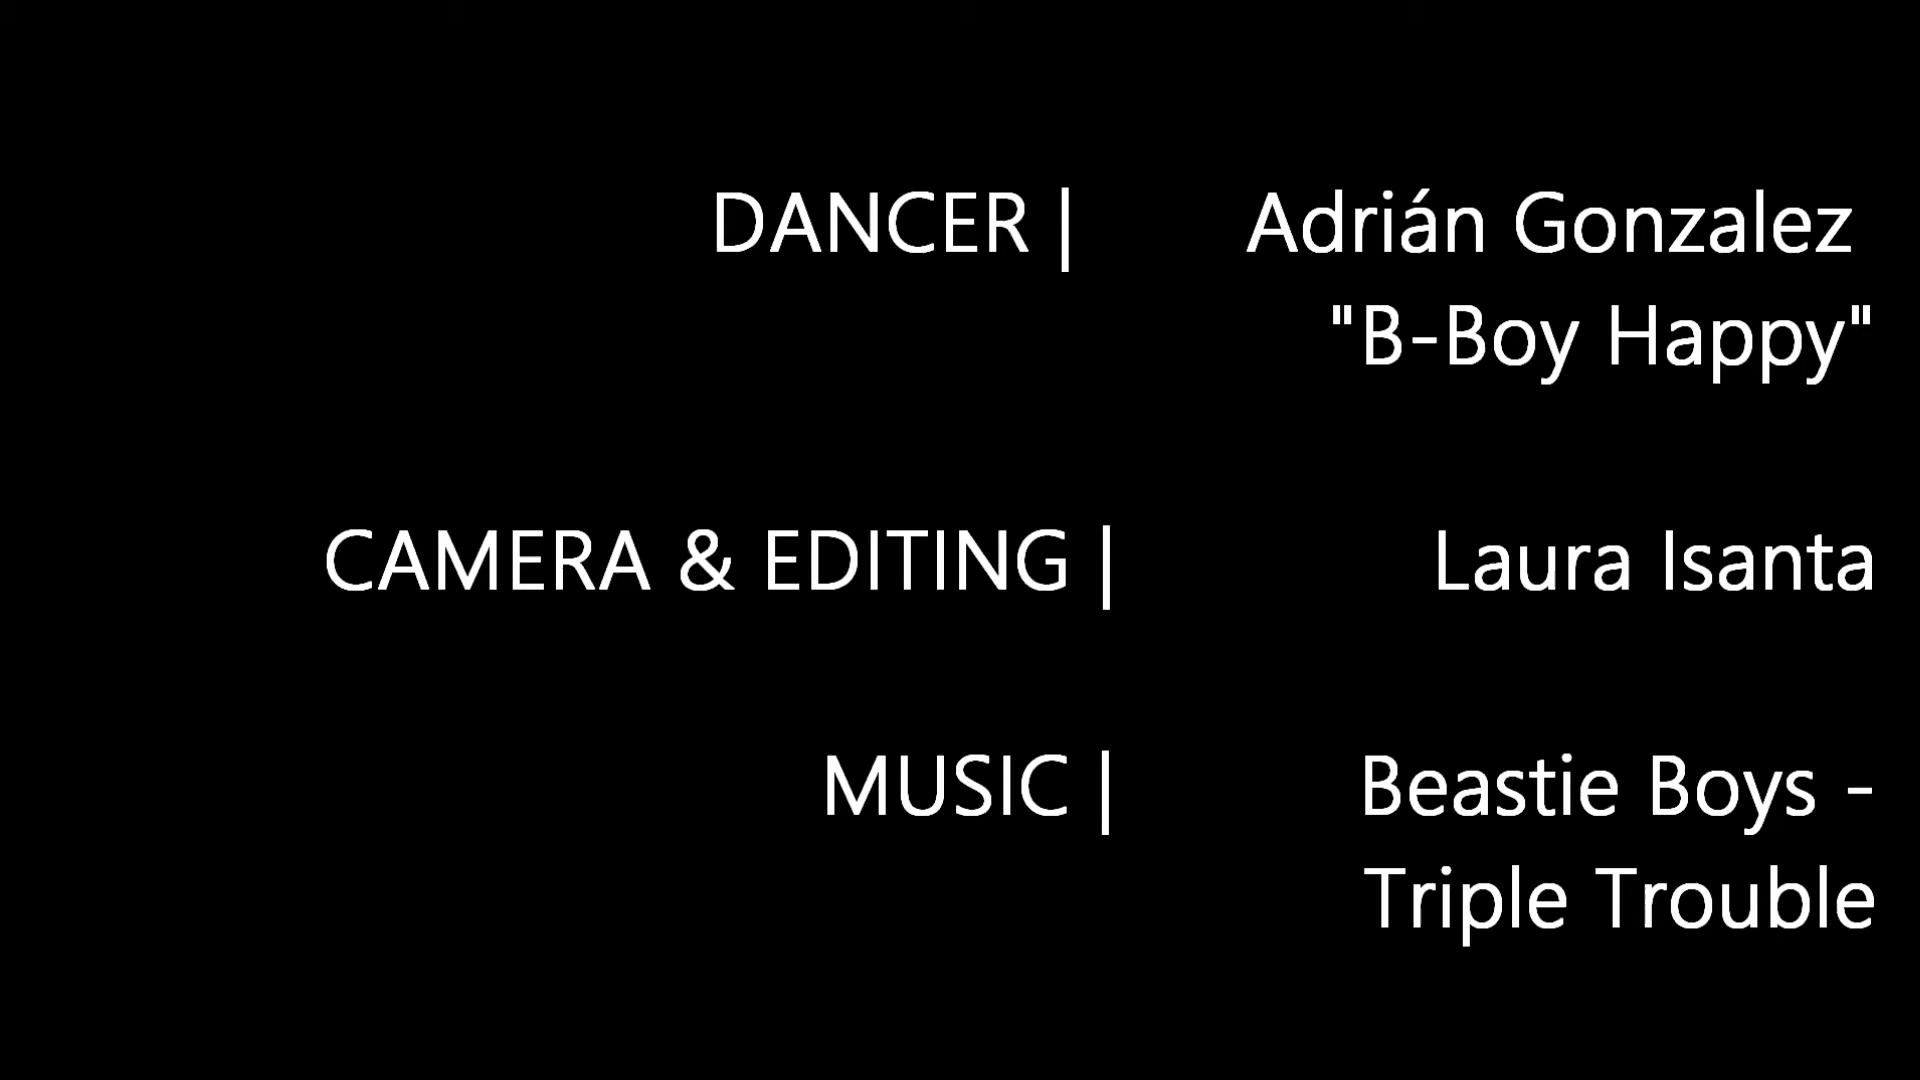 DANCER | Adrián Gonzalez
"B-Boy Happy"
CAMERA & EDITING | Laura Isanta
MUSIC | Beastie Boys -
Triple Trouble